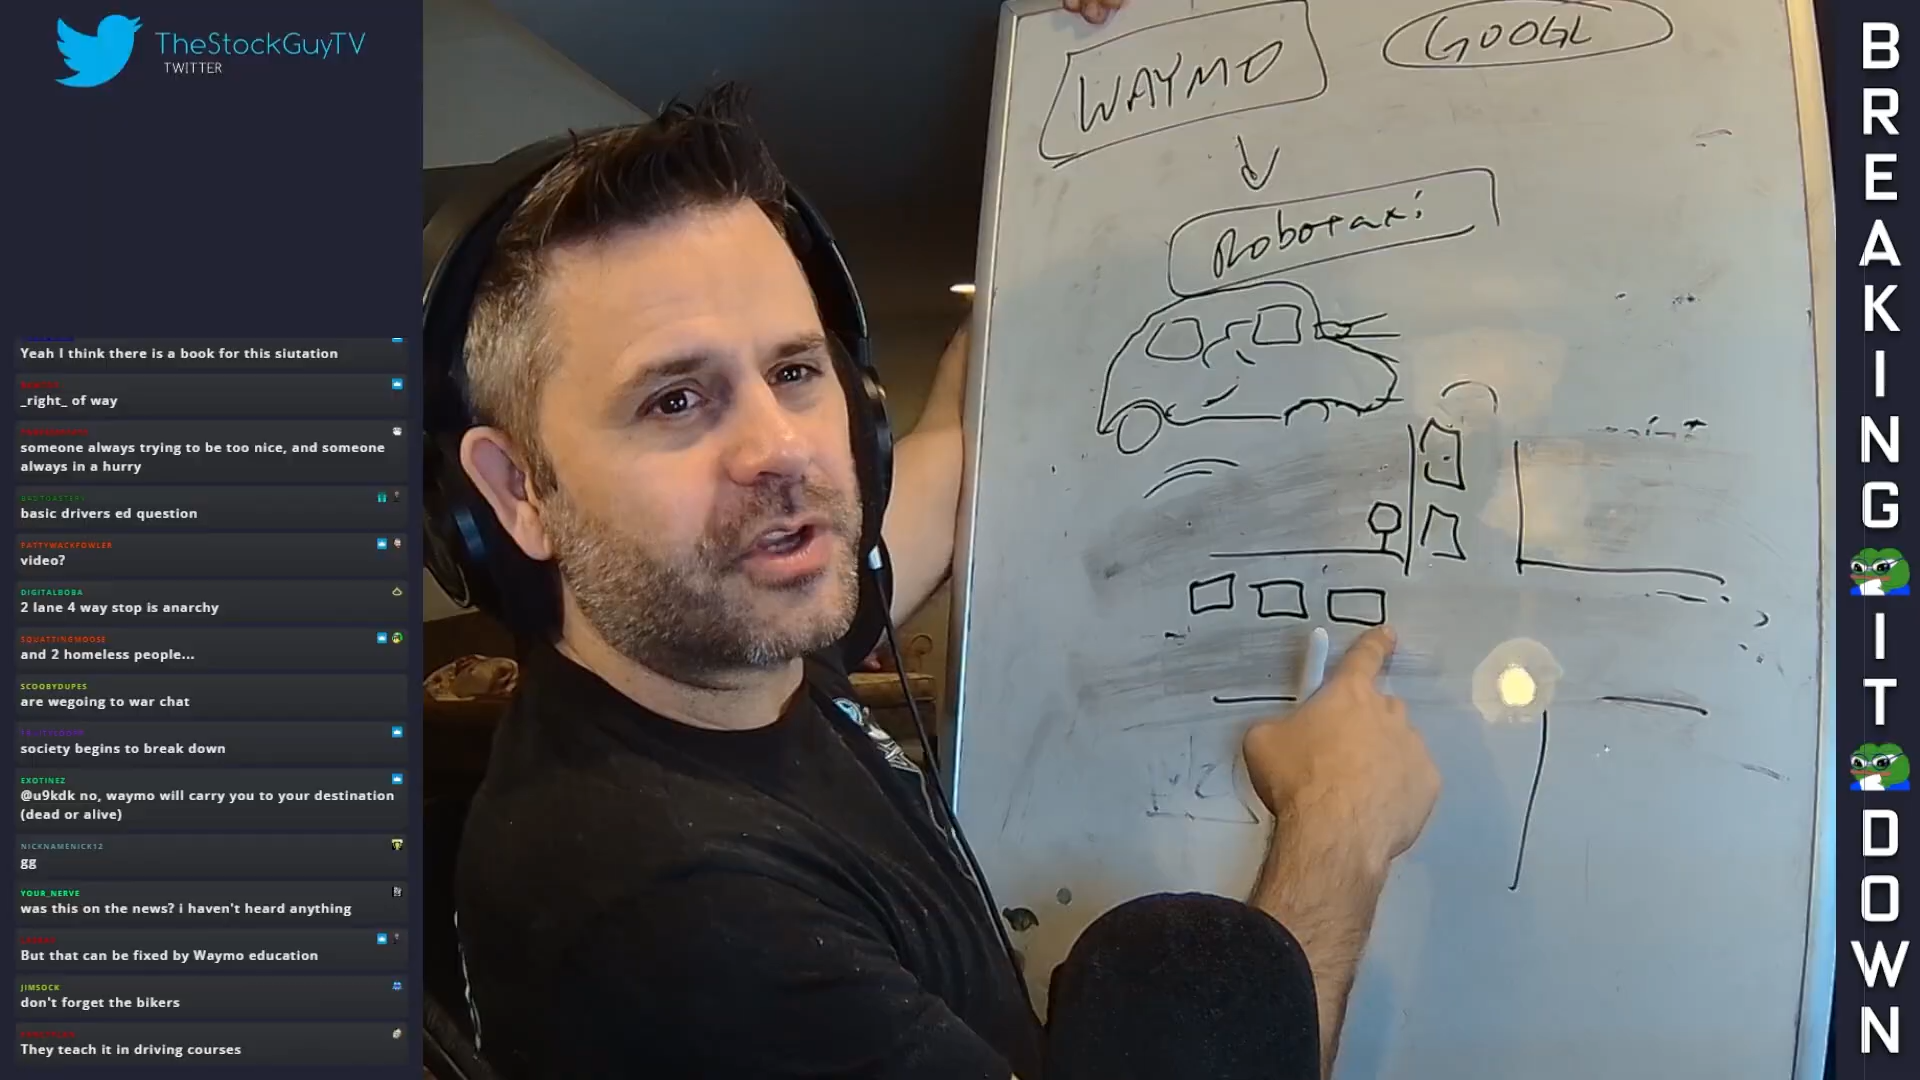 TheStockGuyTV
TWITTER
Yeah I think there is a book for this siutation
_right_ of way
someone always trying to be too nice, and someone
always in a hurry
BADTOASTERY
basic drivers ed question
PATTYWACKFOWLER
video?
DIGITALBOBA
2 lane 4 way stop is anarchy
SQUATTINGMOOSE
and 2 homeless people...
SCOOBYDUPES
are wegoing to war chat
society begins to break down
EXOTINEZ
@u9kdk no, waymo will carry you to your destination
(dead or alive)
NICKNAMENICK12
gg
YOUR_NERVE
was this on the news? i haven't heard anything
But that can be fixed by Waymo education
JIMSOCK
don't forget the bikers
They teach it in driving courses
WAYMO
GOOGL
Robotaxi
BREAKING IT DOWN